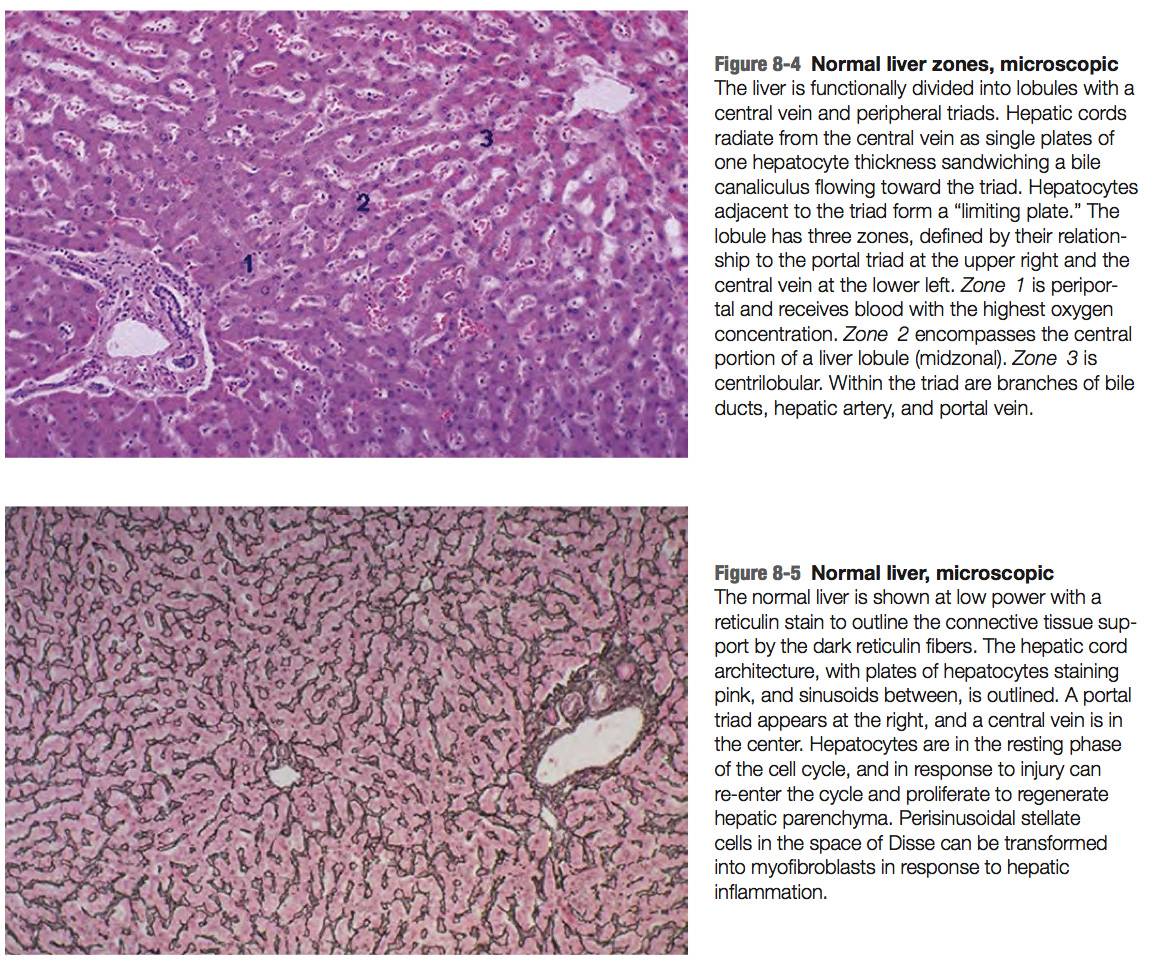 1
2
3
Figure 8-4 Normal liver zones, microscopic
The liver is functionally divided into lobules with a
central vein and peripheral triads. Hepatic cords
radiate from the central vein as single plates of
one hepatocyte thickness sandwiching a bile
canaliculus flowing toward the triad. Hepatocytes
adjacent to the triad form a “limiting plate.” The
lobule has three zones, defined by their relation-
ship to the portal triad at the upper right and the
central vein at the lower left. Zone 1 is peripor-
tal and receives blood with the highest oxygen
concentration. Zone 2 encompasses the central
portion of a liver lobule (midzonal). Zone 3 is
centrilobular. Within the triad are branches of bile
ducts, hepatic artery, and portal vein.
Figure 8-5 Normal liver, microscopic
The normal liver is shown at low power with a
reticulin stain to outline the connective tissue sup-
port by the dark reticulin fibers. The hepatic cord
architecture, with plates of hepatocytes staining
pink, and sinusoids between, is outlined. A portal
triad appears at the right, and a central vein is in
the center. Hepatocytes are in the resting phase
of the cell cycle, and in response to injury can
re-enter the cycle and proliferate to regenerate
hepatic parenchyma. Perisinusoidal stellate
cells in the space of Disse can be transformed
into myofibroblasts in response to hepatic
inflammation.